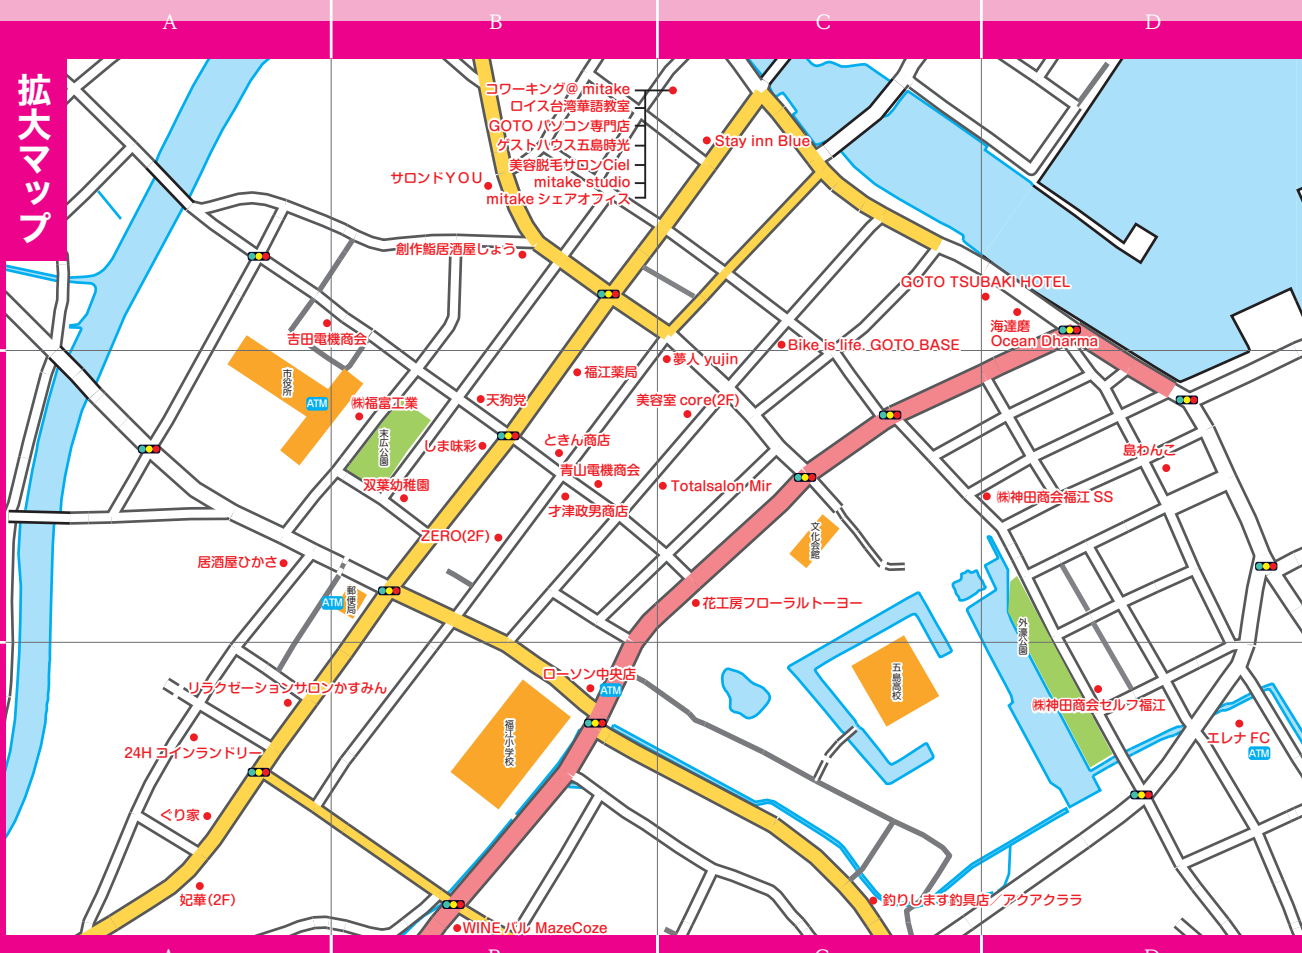 A
B
C
D
拡大マップ
コワーキング@ mitake
ロイス台湾華語教室
GOTO パソコン専門店
ゲストハウス五島時光
美容脱毛サロンCiel
mitake studio
mitake シェアオフィス
Stay inn Blue
サロンドYOU
創作鮨居酒屋しょう
GOTO TSUBAKI HOTEL
海達磨
Ocean Dharma
吉田電機商会
Bike is life. GOTO BASE
夢人 yujin
福江薬局
市役所
ATM
㈱福富工業
天狗党
美容室 core(2F)
末広公園
しま味彩
ときん商店
島わんこ
青山電機商会
双葉幼稚園
Totalsalon Mir
㈱神田商会福江 SS
才津政男商店
ZERO(2F)
文化会館
居酒屋ひかさ
ATM
郵便局
花工房フローラルトーヨー
外濠公園
ローソン中央店
ATM
五島高校
リラクゼーションサロンかすみん
㈱神田商会セルフ福江
福江小学校
24H コインランドリー
エレナ FC
ATM
ぐり家
妃華(2F)
釣りします釣具店／アクアクララ
WINE バル MazeCoze
A
B
C
D